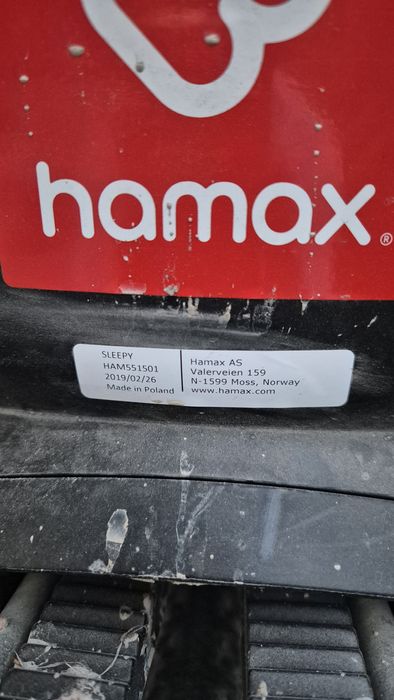 hamax®
SLEEPY
HAM551501
2019/02/26
Made in Poland
Hamax AS
Valerveien 159
N-1599 Moss, Norway
www.hamax.com